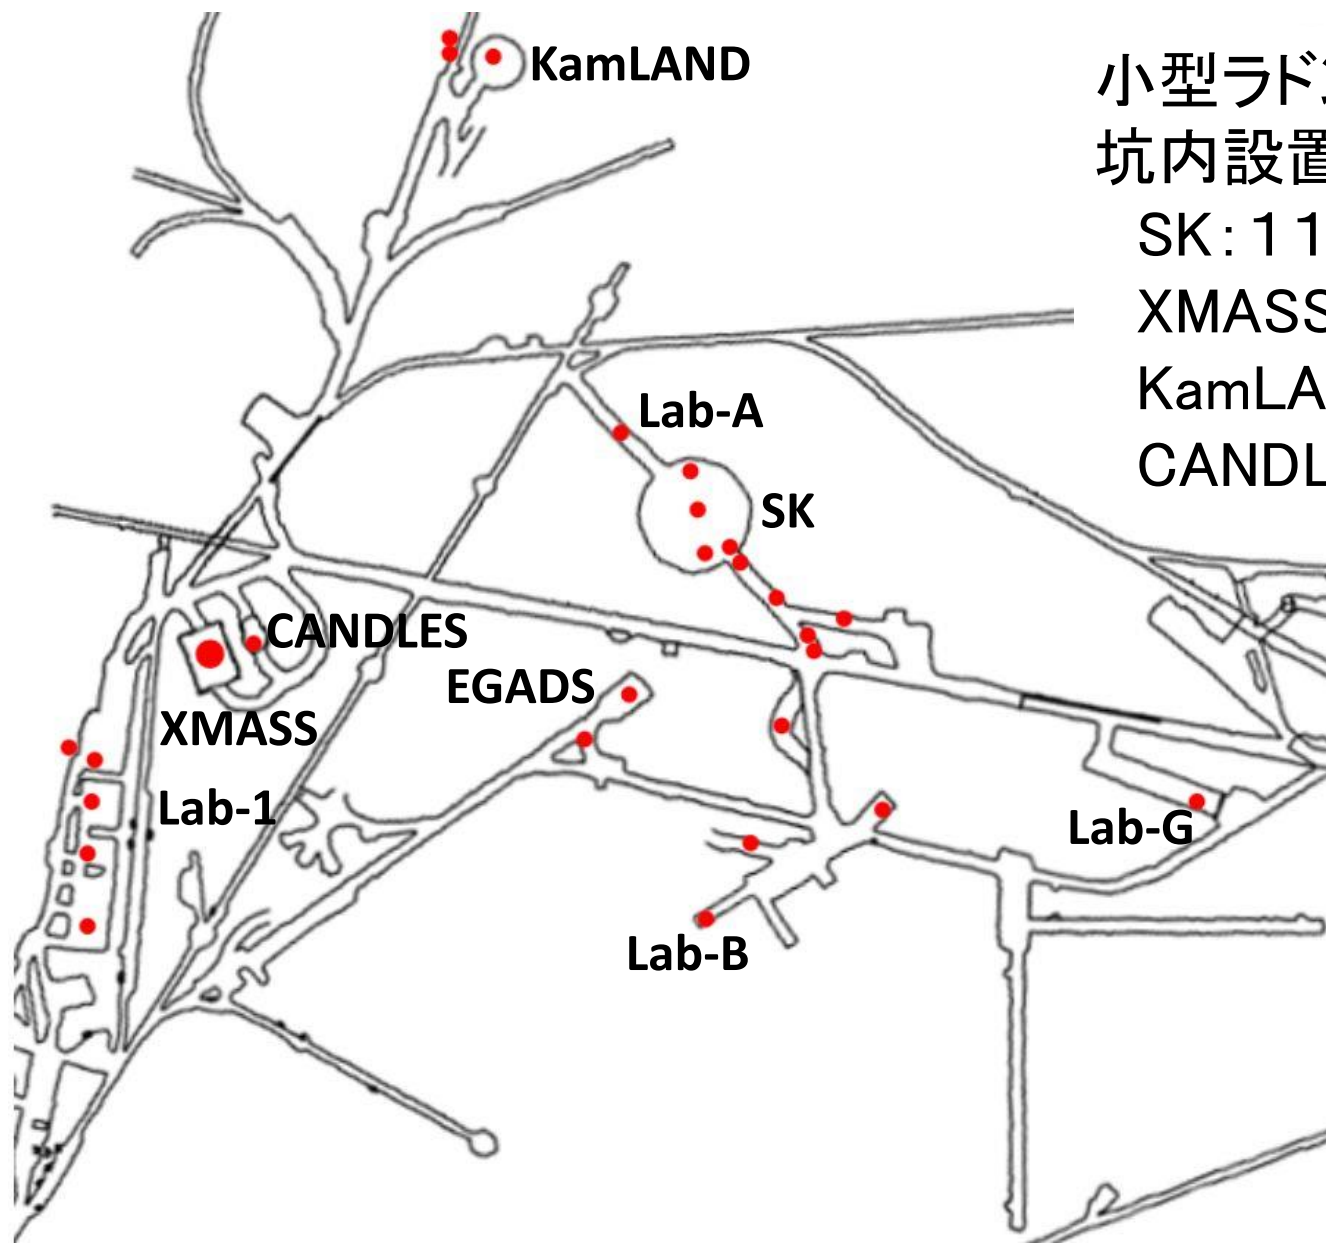 KamLAND
小型ラド
坑内設置
SK:11
XMASS
KamLA
CANDL
Lab-A
SK
CANDLES
EGADS
XMASS
Lab-1
Lab-G
Lab-B